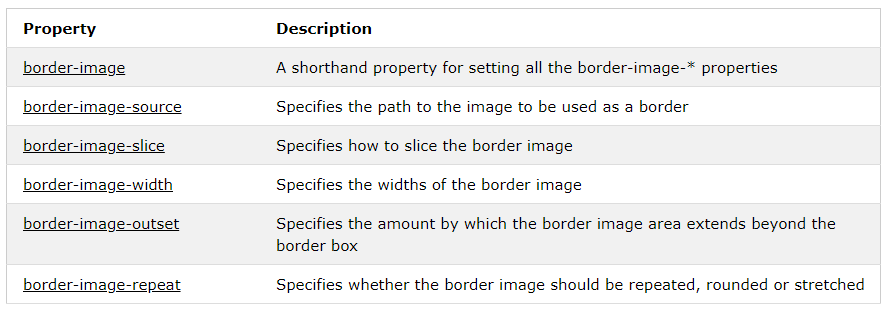 Property Description
border-image A shorthand property for setting all the border-image-* properties
border-image-source Specifies the path to the image to be used as a border
border-image-slice Specifies how to slice the border image
border-image-width Specifies the widths of the border image
border-image-outset Specifies the amount by which the border image area extends beyond the
border box
border-image-repeat Specifies whether the border image should be repeated, rounded or stretched